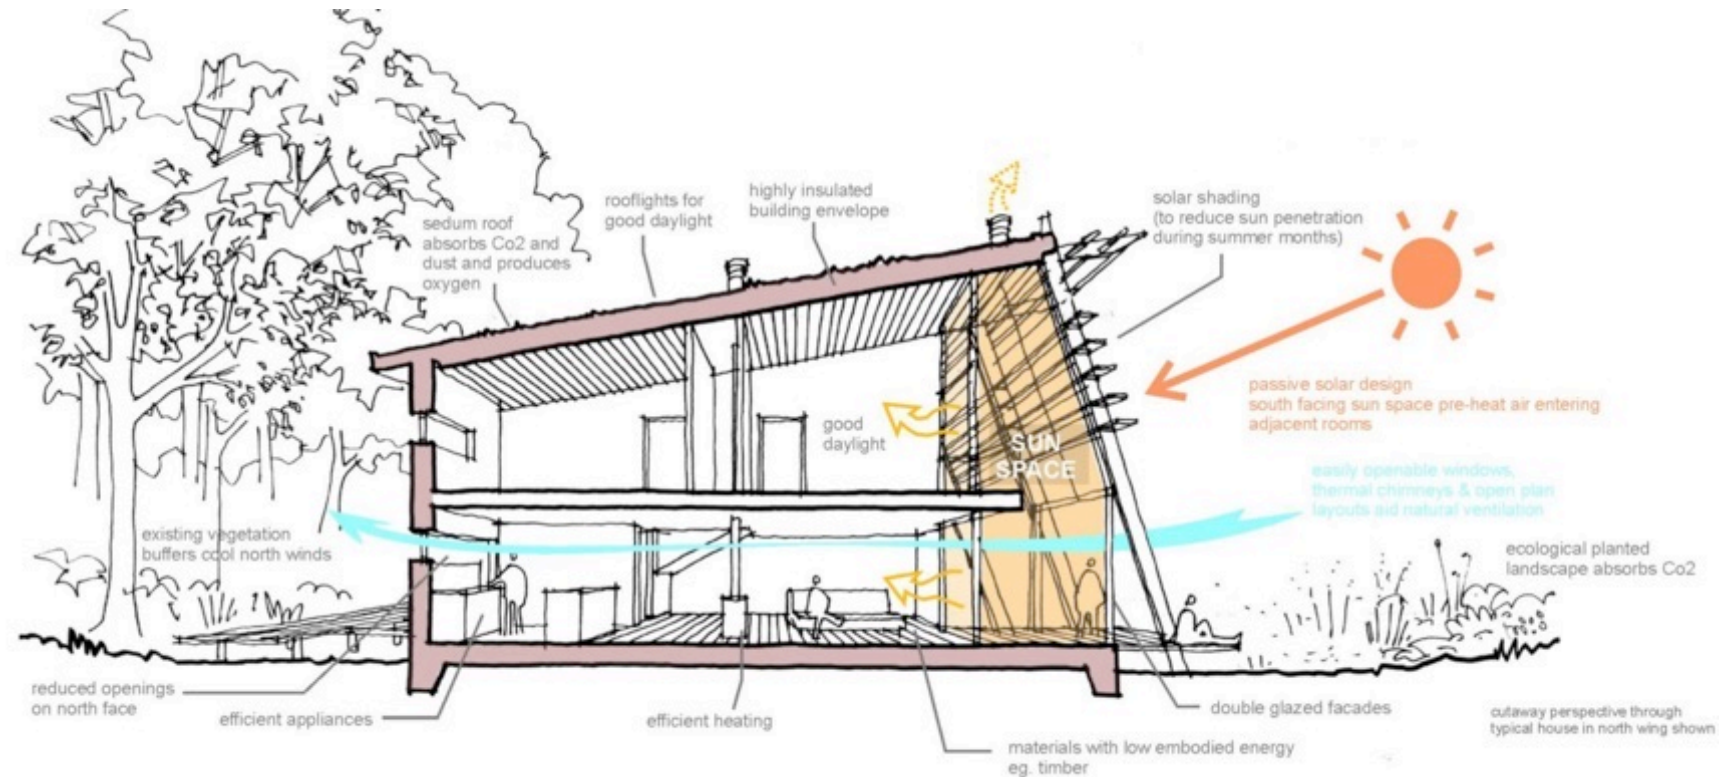 sedum roof
absorbs Co2 and
dust and produces
oxygen
rooflights for
good daylight
highly insulated
building envelope
solar shading
(to reduce sun penetration
during summer months)
passive solar design
south facing sun space pre-heat air entering
adjacent rooms
good
daylight
SUN
SPACE
easily openable windows,
thermal chimneys & open plan
layouts aid natural ventilation
existing vegetation
buffers cool north winds
ecological planted
landscape absorbs Co2
reduced openings
on north face
efficient appliances
efficient heating
double glazed facades
materials with low embodied energy
eg. timber
cutaway perspective through
typical house in north wing shown